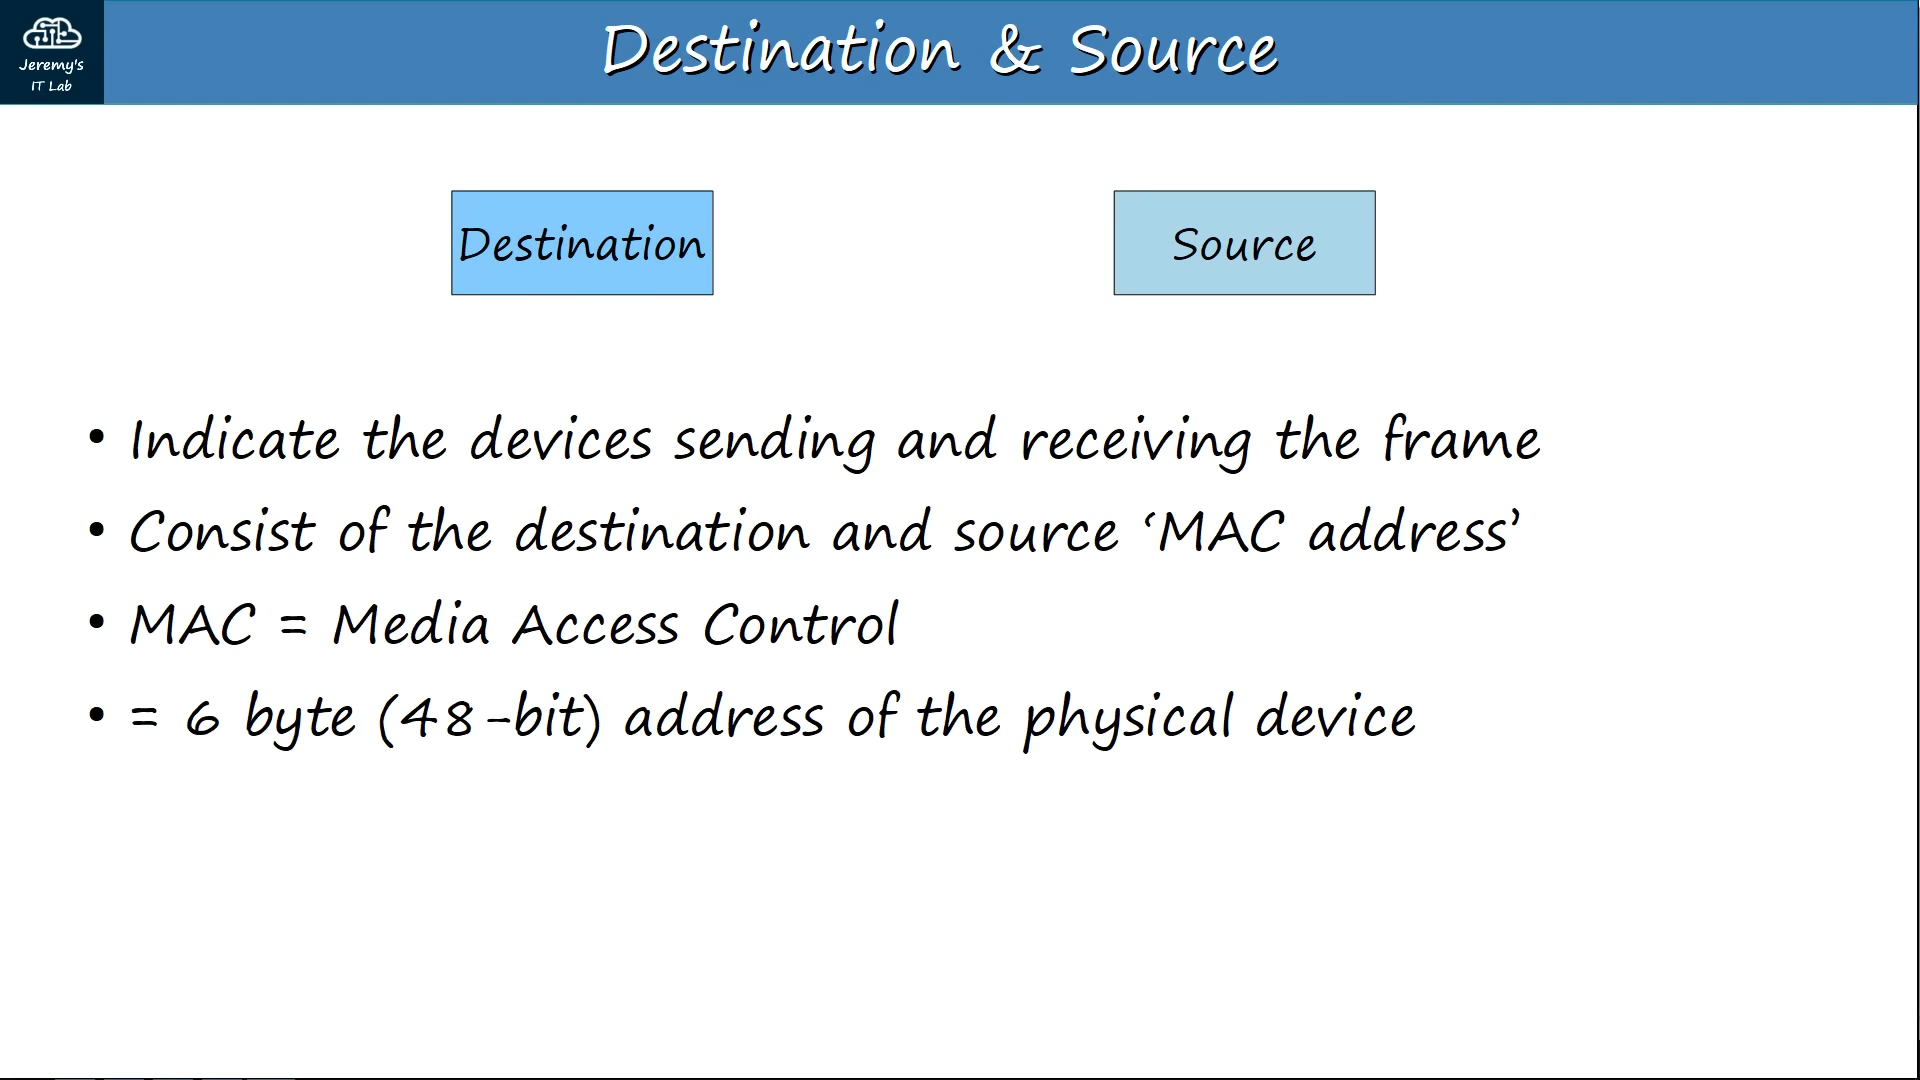 Jeremy's
IT Lab
Destination & Source
Destination
Source
• Indicate the devices sending and receiving the frame
• Consist of the destination and source ‘MAC address’
• MAC = Media Access Control
• = 6 byte (48-bit) address of the physical device